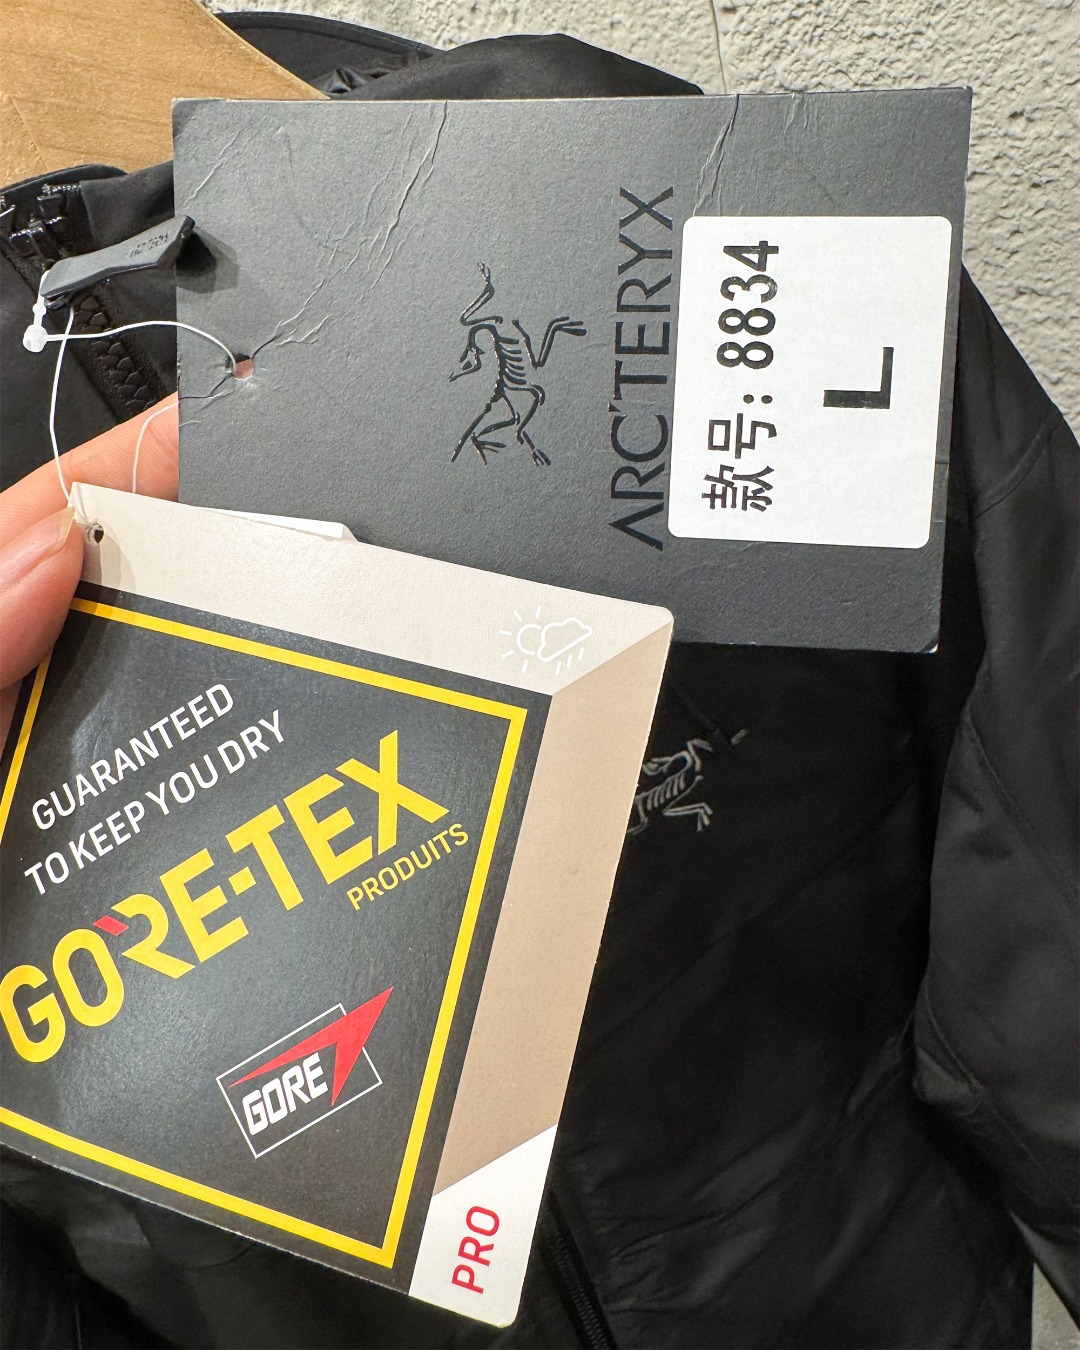 ARC'TERYX
款号: 8834
L
GUARANTEED
TO KEEP YOU DRY
GORE-TEX
PRODUITS
GORE
PRO